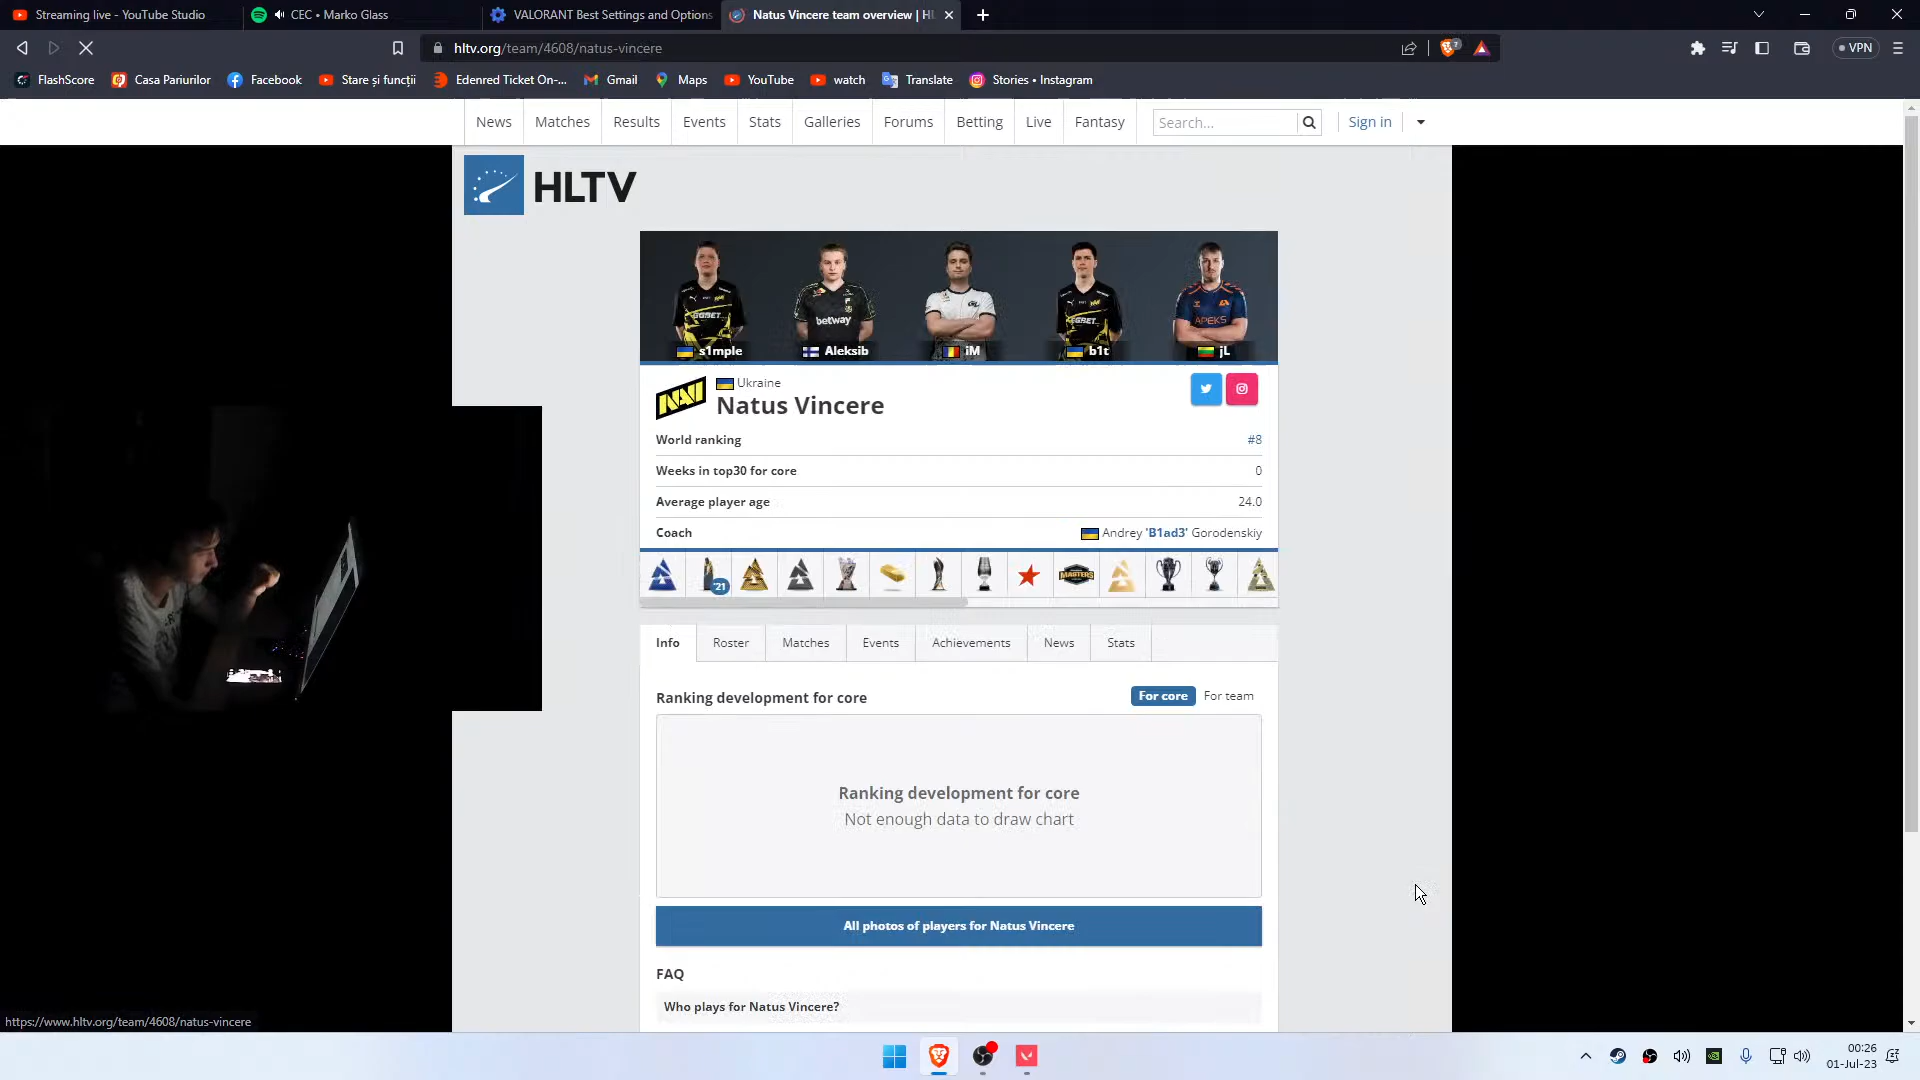 Streaming live - YouTube Studio
CEC • Marko Glass
VALORANT Best Settings and Options
Natus Vincere team overview | H
hltv.org/team/4608/natus-vincere
VPN
FlashScore
Casa Pariurilor
Facebook
Stare și funcții
Edenred Ticket On-...
Gmail
Maps
YouTube
watch
Translate
Stories • Instagram
News
Matches
Results
Events
Stats
Galleries
Forums
Betting
Live
Fantasy
Search...
Sign in
HLTV
GGBET
betway
GGBET
APEKS
s1mple
Aleksib
iM
b1t
jL
NAVI
Ukraine
Natus Vincere
World ranking
#8
Weeks in top30 for core
0
Average player age
24.0
Coach
Andrey 'B1ad3' Gorodenskiy
'21
MASTERS
Info
Roster
Matches
Events
Achievements
News
Stats
Ranking development for core
For core
For team
Ranking development for core
Not enough data to draw chart
All photos of players for Natus Vincere
FAQ
Who plays for Natus Vincere?
https://www.hltv.org/team/4608/natus-vincere
00:26
01-Jul-23